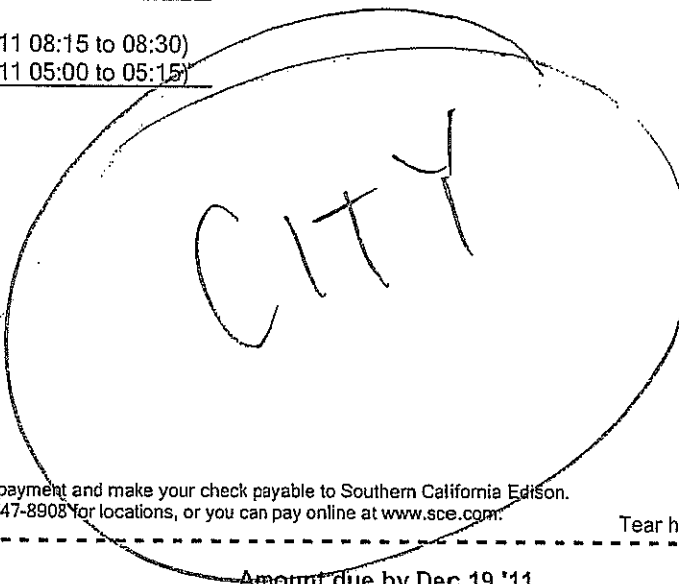 11 08:15 to 08:30)
11 05:00 to 05:15)
CITY
payment and make your check payable to Southern California Edison.
47-8908 for locations, or you can pay online at www.sce.com.
Tear h
Amount due by Dec 19 '11